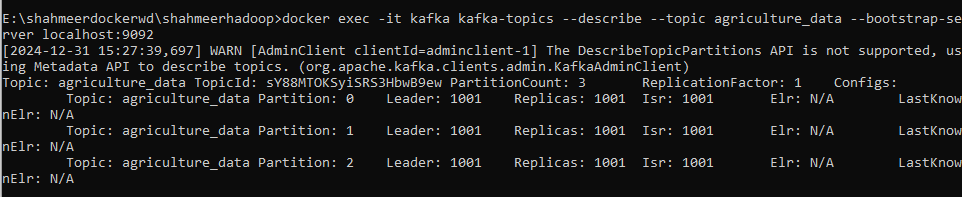 E:\shahmeerdockerwd\shahmeerhadoop>docker exec -it kafka kafka-topics --describe --topic agriculture_data --bootstrap-se
rver localhost:9092
[2024-12-31 15:27:39,697] WARN [AdminClient clientId=adminclient-1] The DescribeTopicPartitions API is not supported, us
ing Metadata API to describe topics. (org.apache.kafka.clients.admin.KafkaAdminClient)
Topic: agriculture_data TopicId: sY88MTOKSyiSRS3HbwB9ew PartitionCount: 3 ReplicationFactor: 1 Configs:
Topic: agriculture_data Partition: 0 Leader: 1001 Replicas: 1001 Isr: 1001 Elr: N/A LastKnow
nElr: N/A
Topic: agriculture_data Partition: 1 Leader: 1001 Replicas: 1001 Isr: 1001 Elr: N/A LastKnow
nElr: N/A
Topic: agriculture_data Partition: 2 Leader: 1001 Replicas: 1001 Isr: 1001 Elr: N/A LastKnow
nElr: N/A